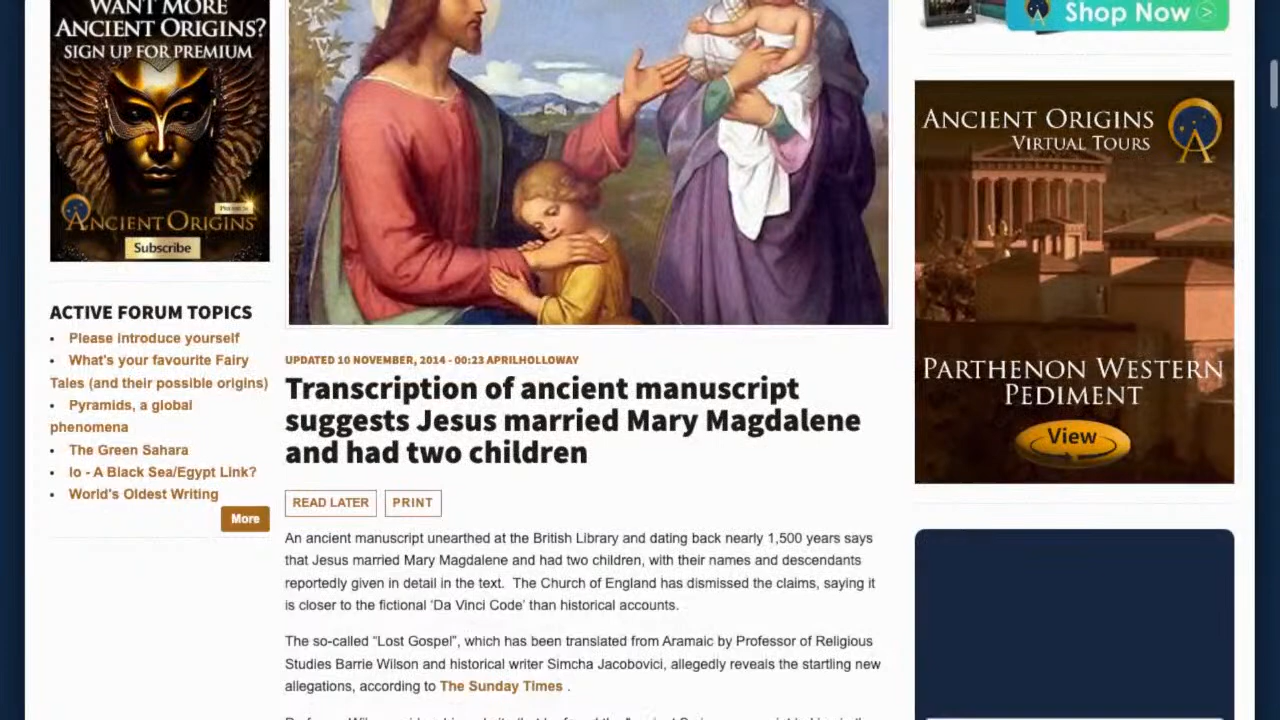 WANT MORE
ANCIENT ORIGINS?
SIGN UP FOR PREMIUM
ANCIENT ORIGINS
Subscribe
ACTIVE FORUM TOPICS
• Please introduce yourself
• What's your favourite Fairy
Tales (and their possible origins)
• Pyramids, a global
phenomena
• The Green Sahara
• Io - A Black Sea/Egypt Link?
• World's Oldest Writing
More
UPDATED 10 NOVEMBER, 2014 - 00:23 APRILHOLLOWAY
Transcription of ancient manuscript
suggests Jesus married Mary Magdalene
and had two children
READ LATER
PRINT
An ancient manuscript unearthed at the British Library and dating back nearly 1,500 years says
that Jesus married Mary Magdalene and had two children, with their names and descendants
reportedly given in detail in the text.  The Church of England has dismissed the claims, saying it
is closer to the fictional ‘Da Vinci Code’ than historical accounts.
The so-called “Lost Gospel”, which has been translated from Aramaic by Professor of Religious
Studies Barrie Wilson and historical writer Simcha Jacobovici, allegedly reveals the startling new
allegations, according to The Sunday Times .
Shop Now
ANCIENT ORIGINS
VIRTUAL TOURS
PARTHENON WESTERN
PEDIMENT
View